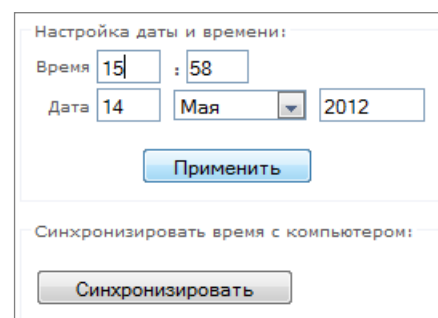 Настройка даты и времени:
Время 15 : 58
Дата 14 Мая 2012
Применить
Синхронизировать время с компьютером:
Синхронизировать